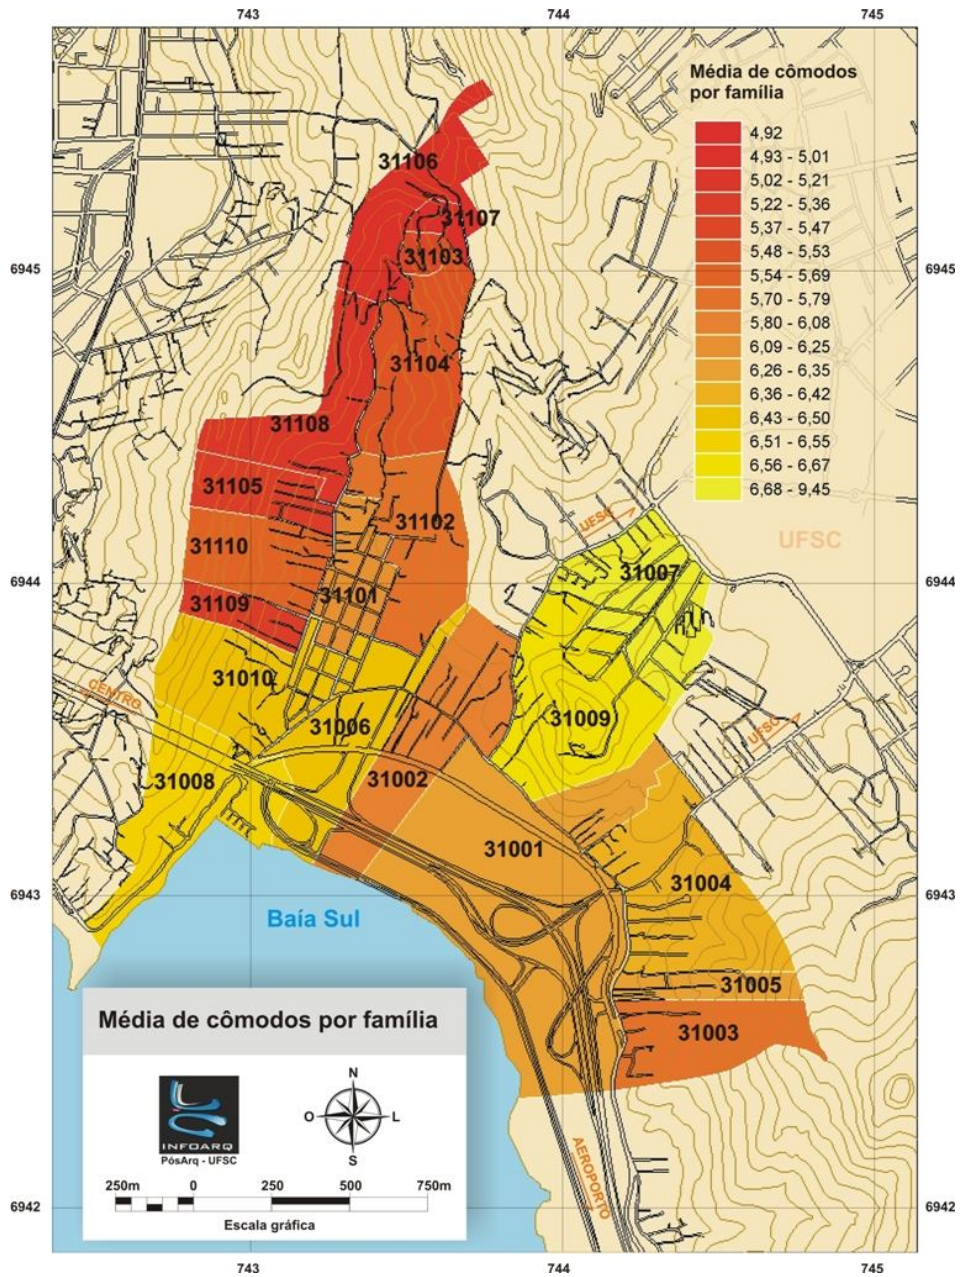 743
744
745
Média de cômodos
por família
4,92
4,93 - 5,01
5,02 - 5,21
5,22 - 5,36
5,37 - 5,47
5,48 - 5,53
5,54 - 5,69
5,70 - 5,79
5,80 - 6,08
6,09 - 6,25
6,26 - 6,35
6,36 - 6,42
6,43 - 6,50
6,51 - 6,55
6,56 - 6,67
6,68 - 9,45
31106
31107
31103
6945
6945
31104
31108
31105
31102
UFSC
UFSC
31110
31007
6944
6944
31101
31109
31010
CENTRO
31009
31006
UFSC
31002
31008
31001
31004
6943
6943
Baía Sul
31005
31003
Média de cômodos por família
N
O
L
S
INFOARQ
PósArq - UFSC
250m
0
250
500
750m
Escala gráfica
AEROPORTO
6942
6942
743
744
745